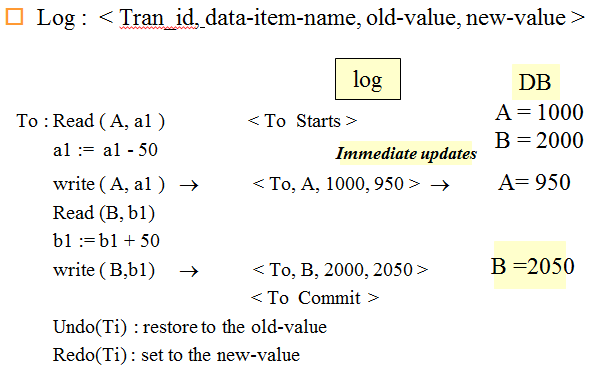 Log : < Tran_id, data-item-name, old-value, new-value >
log
DB
A = 1000
To : Read ( A, a1 ) < To Starts >
B = 2000
a1 := a1 - 50
Immediate updates
write ( A, a1 ) → < To, A, 1000, 950 > → A= 950
Read (B, b1)
b1 := b1 + 50
write ( B,b1) → < To, B, 2000, 2050 > B =2050
< To Commit >
Undo(Ti) : restore to the old-value
Redo(Ti) : set to the new-value